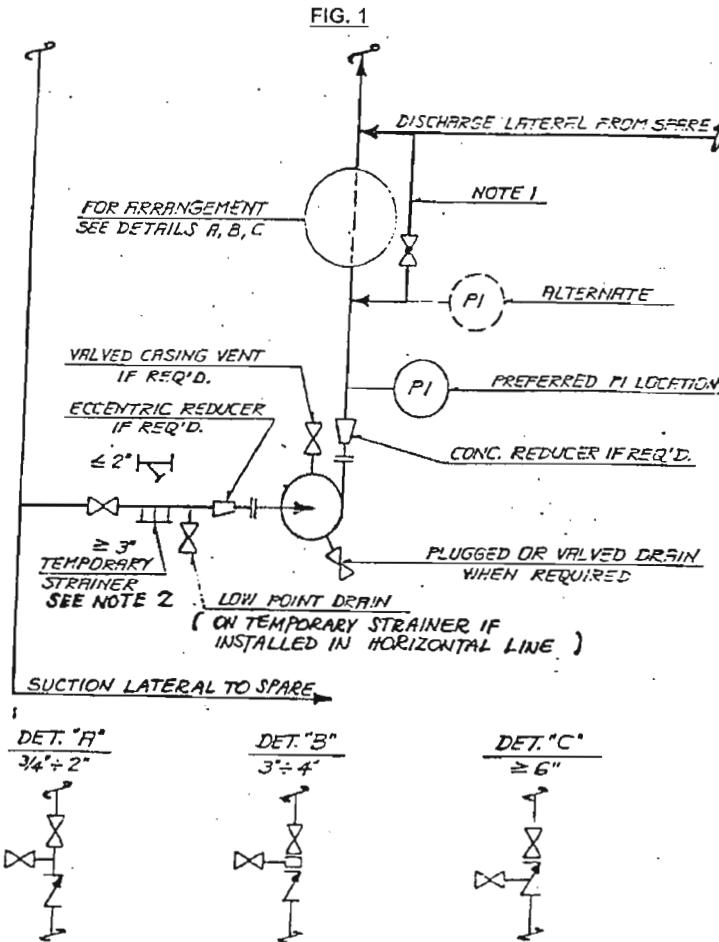 FIG. 1
DISCHARGE LATERAL FROM SPARE
NOTE 1
FOR ARRANGEMENT
SEE DETAILS A, B, C
PI
ALTERNATE
VALVED CASING VENT
IF REQ'D.
PI
PREFERRED PI LOCATION
ECCENTRIC REDUCER
IF REQ'D.
CONC. REDUCER IF REQ'D.
≤ 2"
≥ 3"
TEMPORARY
STRAINER
SEE NOTE 2
PLUGGED OR VALVED DRAIN
WHEN REQUIRED
LOW POINT DRAIN
( ON TEMPORARY STRAINER IF
INSTALLED IN HORIZONTAL LINE )
SUCTION LATERAL TO SPARE
DET. "A"
3/4" ÷ 2"
DET. "B"
3" ÷ 4"
DET. "C"
≥ 6"